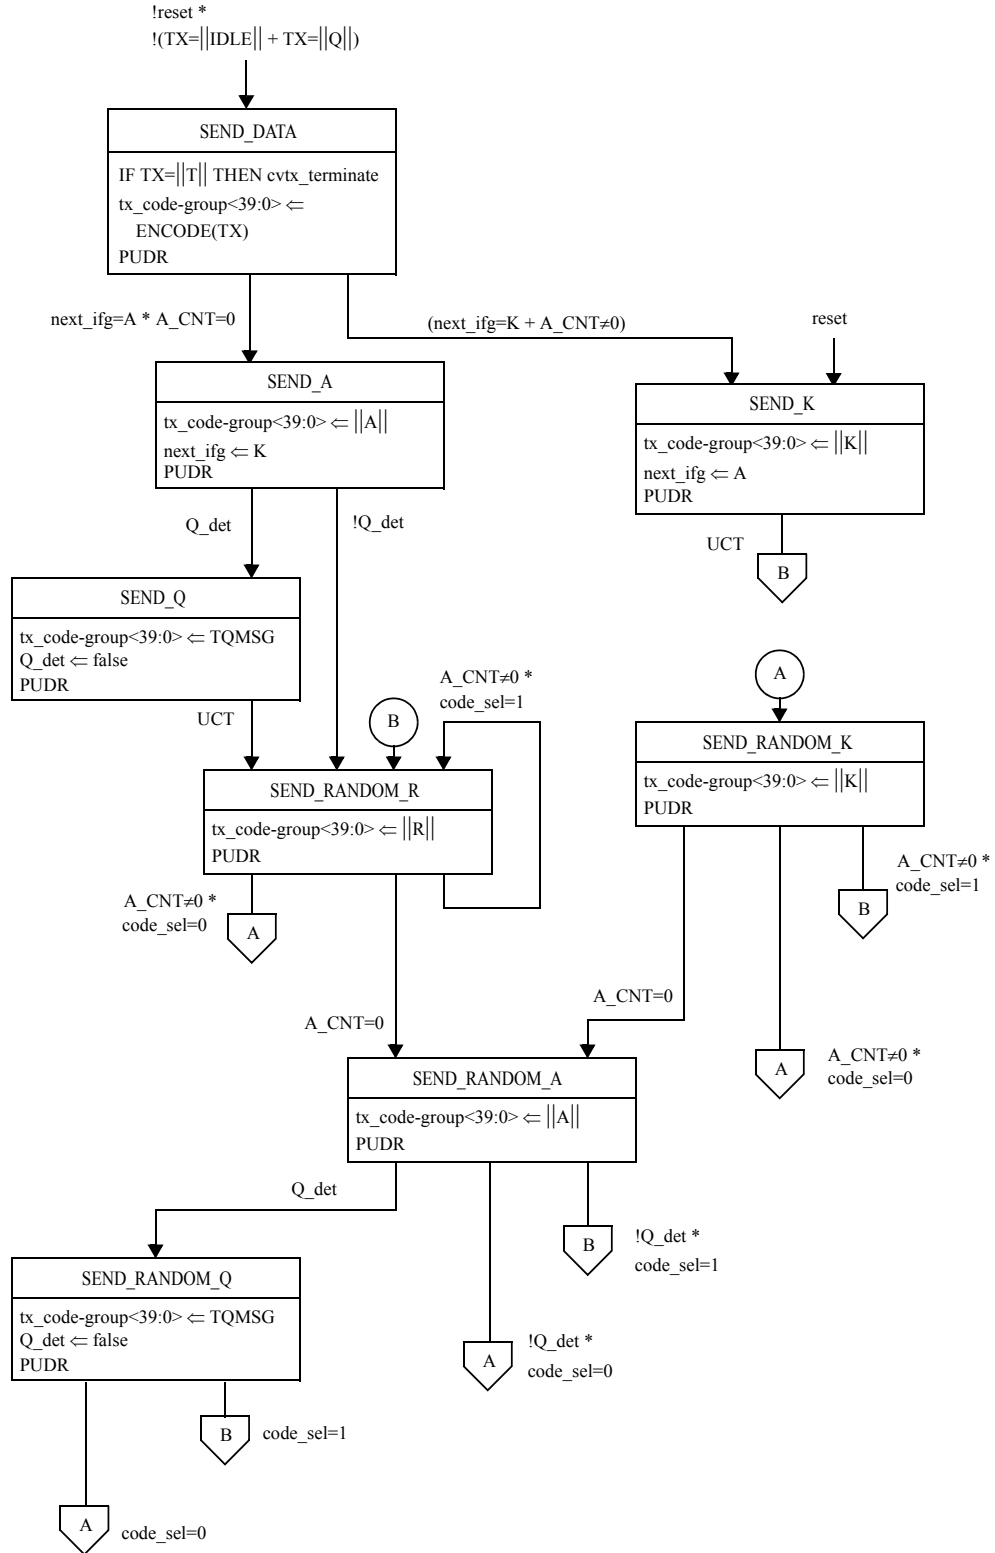 !reset *
!(TX=||IDLE|| + TX=||Q||)
SEND_DATA
IF TX=||T|| THEN cvtx_terminate
tx_code-group<39:0> ⇐
ENCODE(TX)
PUDR
next_ifg=A * A_CNT=0
(next_ifg=K + A_CNT≠0)
reset
SEND_A
tx_code-group<39:0> ⇐ ||A||
next_ifg ⇐ K
PUDR
SEND_K
tx_code-group<39:0> ⇐ ||K||
next_ifg ⇐ A
PUDR
Q_det
!Q_det
UCT
B
SEND_Q
tx_code-group<39:0> ⇐ TQMSG
Q_det ⇐ false
PUDR
UCT
B
A_CNT≠0 *
code_sel=1
A
SEND_RANDOM_K
tx_code-group<39:0> ⇐ ||K||
PUDR
SEND_RANDOM_R
tx_code-group<39:0> ⇐ ||R||
PUDR
A_CNT≠0 *
code_sel=0
A
A_CNT≠0 *
code_sel=1
B
A_CNT=0
A_CNT=0
A
A_CNT≠0 *
code_sel=0
SEND_RANDOM_A
tx_code-group<39:0> ⇐ ||A||
PUDR
Q_det
B
!Q_det *
code_sel=1
SEND_RANDOM_Q
tx_code-group<39:0> ⇐ TQMSG
Q_det ⇐ false
PUDR
A
!Q_det *
code_sel=0
B
code_sel=1
A
code_sel=0